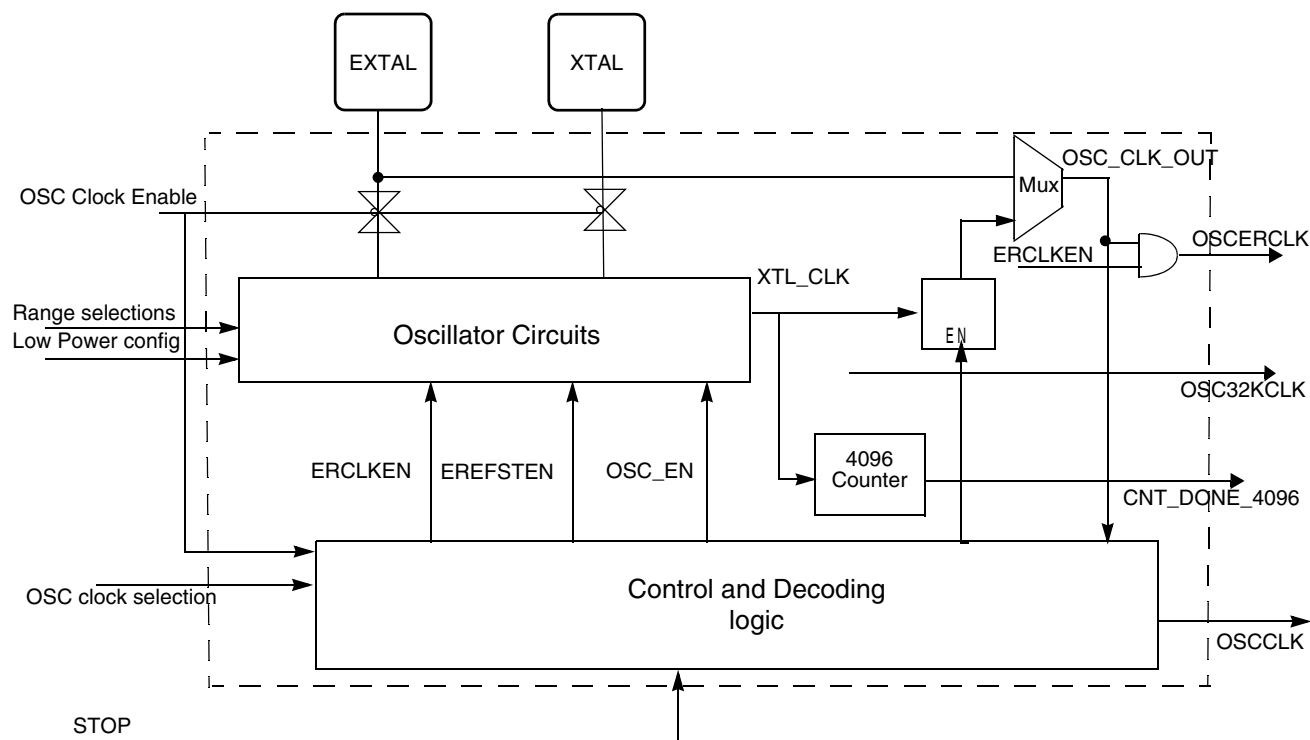 EXTAL
XTAL
OSC_CLK_OUT
Mux
OSC Clock Enable
OSCERCLK
ERCLKEN
XTL_CLK
Range selections
Low Power config
Oscillator Circuits
EN
OSC32KCLK
ERCLKEN
EREFSTEN
OSC_EN
4096
Counter
CNT_DONE_4096
Control and Decoding
logic
OSC clock selection
OSCCLK
STOP